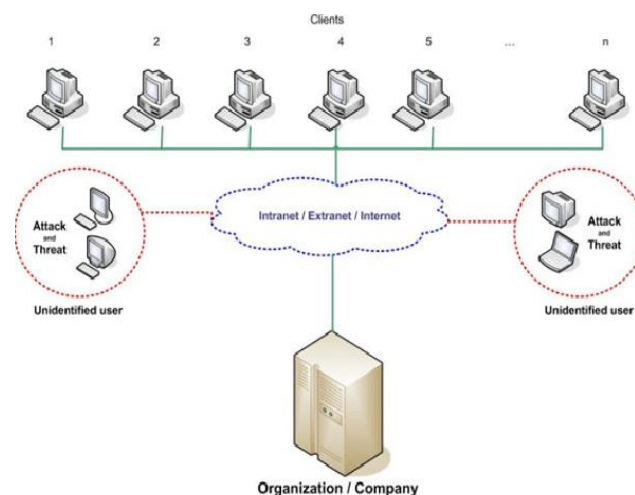 Clients
1 2 3 4 5 ... n
Attack
and
Threat
Unidentified user
Intranet / Extranet / Internet
Attack
and
Threat
Unidentified user
Organization / Company